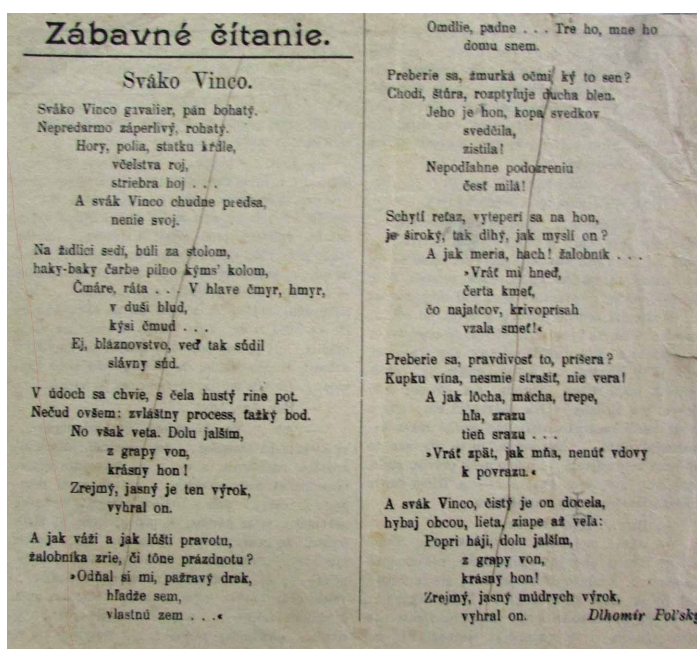 Zábavné čítanie.
Sváko Vinco.
Sváko Vinco gavalier, pán bohatý.
Nepredarmo záperlivý, rohatý.
Hory, polia, statku kŕdle,
včelstva roj,
striebra hoj . . .
A svák Vinco chudne predsa,
nenie svoj.
Na židlici sedí, búli za stolom,
haky-baky čarbe pilno kýms' kolom,
Čmáre, ráta . . . V hlave čmyr, hmyr,
v duši blud,
kýsi čmud . . .
Ej, bláznovstvo, veď tak súdil
slávny súd.
V údoch sa chvie, s čela hustý rine pot.
Nečud ovšem: zvláštny process, ťažký bod.
No však veta. Dolu jalším,
z grapy von,
krásny hon!
Zrejmý, jasný je ten výrok,
vyhral on.
A jak váži a jak lúšti pravotu,
žalobníka zrie, či tône prázdnotu?
»Odňal si mi, pažravý drak,
hľadže sem,
vlastnú zem . . .«
Omdlie, padne . . . Tre ho, mne ho
domu snem.
Preberie sa, žmurká očmi, ký to sen?
Chodí, štúra, rozptyľuje ducha blen.
Jeho je hon, kopa svedkov
svedčila,
zistila!
Nepodľahne podozreniu
česť milá!
Schytí reťaz, vyteperí sa na hon,
je široký, tak dlhý, jak myslí on?
A jak meria, hach! žalobník . . .
»Vráť mi hneď,
čerta kmeť,
čo najatcov, krivoprísah
vzala smeť!«
Preberie sa, pravdivosť to, príšera?
Kupku vína, nesmie strašiť, nie vera!
A jak lôcha, mácha, trepe,
hľa, zrazu
tieň srazu . . .
»Vráť zpät, jak mňa, nenúť vdovy
k povrazu.«
A svák Vinco, čistý je on docela,
hybaj obcou, lieta, ziape až veľa:
Popri háji, dolu jalším,
z grapy von,
krásny hon!
Zrejmý, jasný múdrych výrok,
vyhral on. Dlhomír Foľský